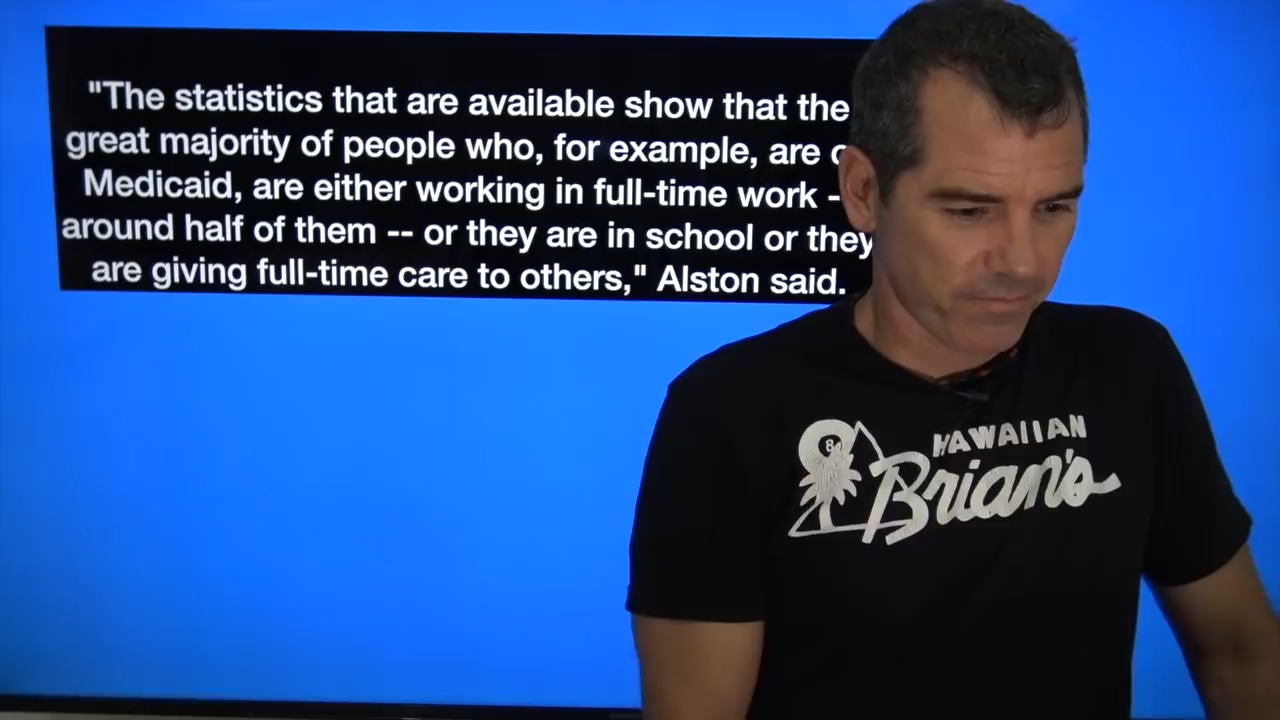 "The statistics that are available show that the
great majority of people who, for example, are
Medicaid, are either working in full-time work -
around half of them -- or they are in school or they
are giving full-time care to others," Alston said.
8
HAWAIIAN
Brian's